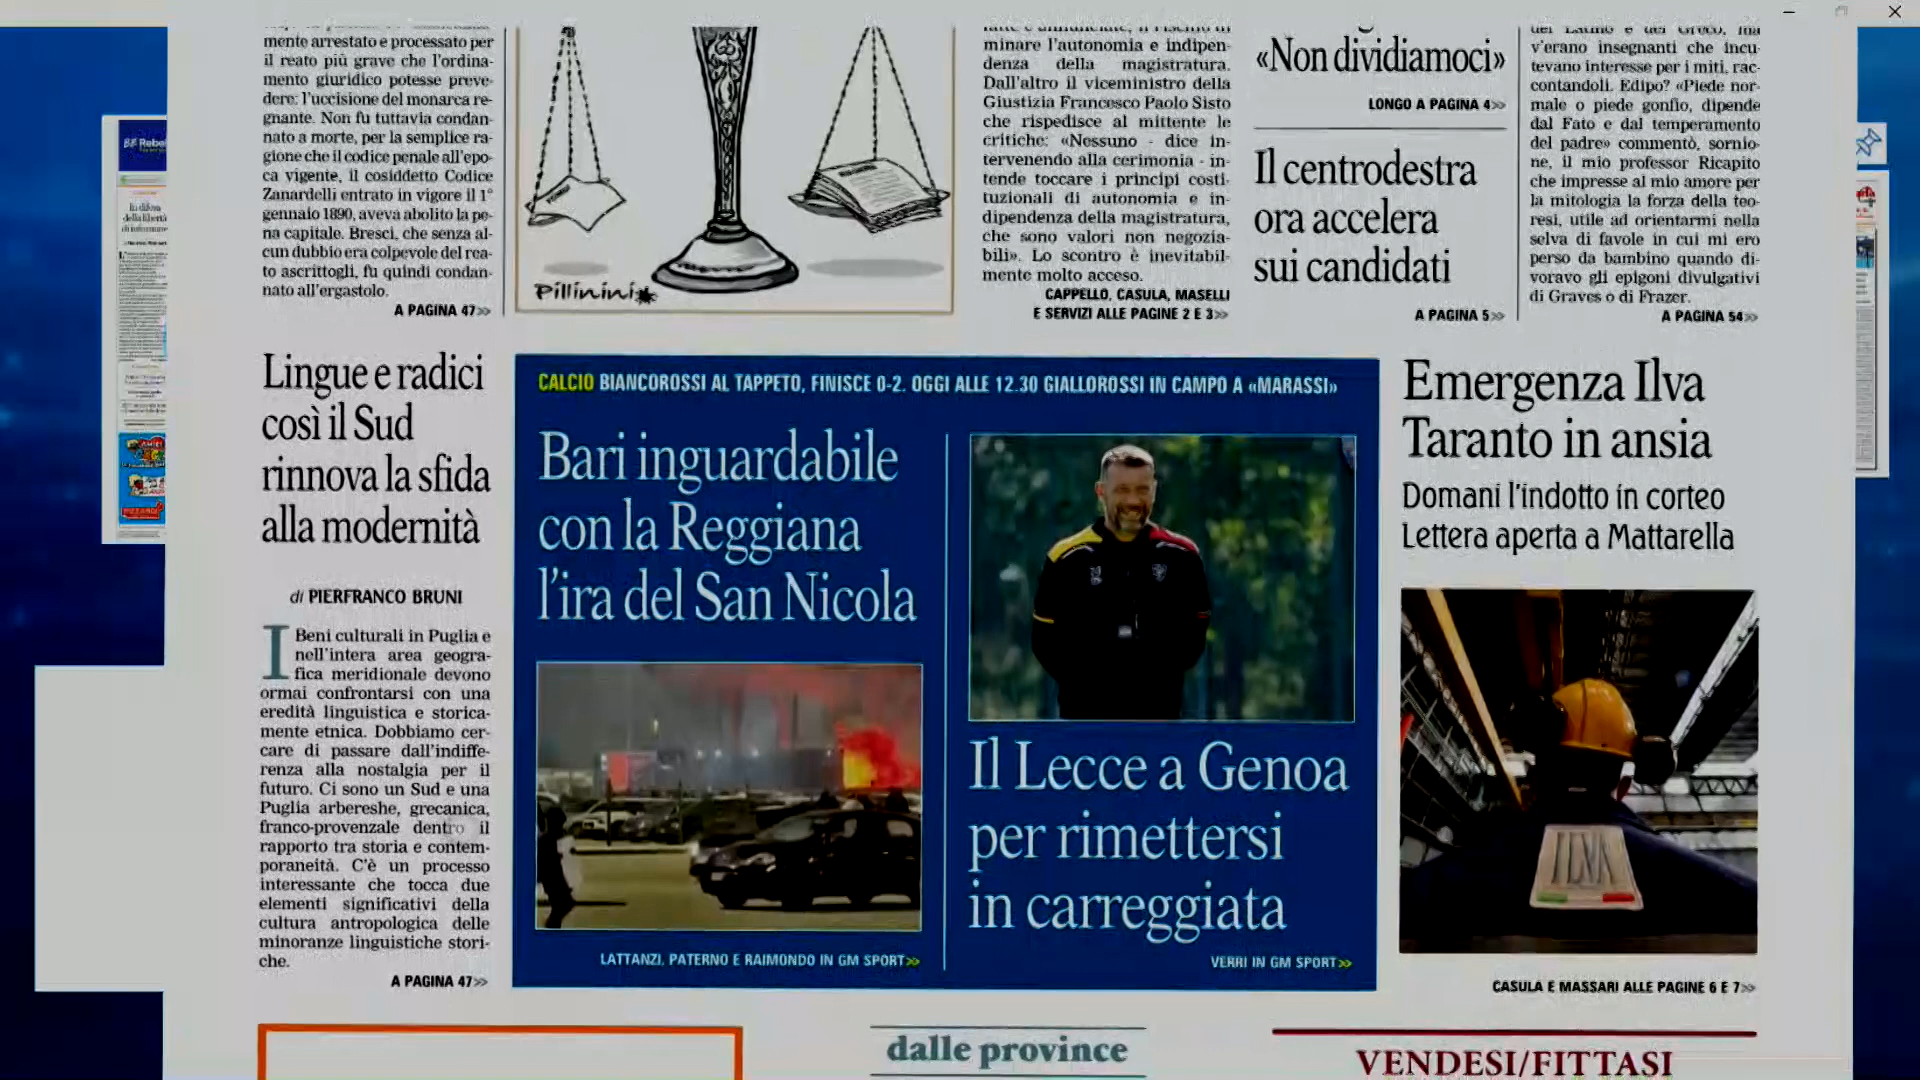 mente arrestato e processato per
il reato più grave che l'ordina-
mento giuridico potesse preve-
dere: l'uccisione del monarca re-
gnante. Non fu tuttavia condan-
nato a morte, per la semplice ra-
gione che il codice penale all'epo-
ca vigente, il cosiddetto Codice
Zanardelli entrato in vigore il 1°
gennaio 1890, aveva abolito la pe-
na capitale. Bresci, che senza al-
cun dubbio era colpevole del rea-
to ascrittogli, fu quindi condan-
nato all'ergastolo.
A PAGINA 47>>
Pillinini
minare l'autonomia e indipen-
denza della magistratura.
Dall'altro il viceministro della
Giustizia Francesco Paolo Sisto
che rispedisce al mittente le
critiche: «Nessuno - dice in-
tervenendo alla cerimonia - in-
tende toccare i principi costi-
tuzionali di autonomia e in-
dipendenza della magistratura,
che sono valori non negozia-
bili». Lo scontro è inevitabil-
mente molto acceso.
CAPPELLO, CASULA, MASELLI
E SERVIZI ALLE PAGINE 2 E 3>>
«Non dividiamoci»
LONGO A PAGINA 4>>
Il centrodestra
ora accelera
sui candidati
A PAGINA 5>>
del Latino e del Greco, ma
v'erano insegnanti che incu-
tevano interesse per i miti, rac-
contandoli. Edipo? «Piede nor-
male o piede gonfio, dipende
dal Fato e dal temperamento
del padre» commentò, sornio-
ne, il mio professor Ricapito
che impresse al mio amore per
la mitologia la forza della teo-
resi, utile ad orientarmi nella
selva di favole in cui mi ero
perso da bambino quando di-
voravo gli epigoni divulgativi
di Graves o di Frazer.
A PAGINA 54>>
Lingue e radici
così il Sud
rinnova la sfida
alla modernità
di PIERFRANCO BRUNI
I Beni culturali in Puglia e
nell'intera area geogra-
fica meridionale devono
ormai confrontarsi con una
eredità linguistica e storica-
mente etnica. Dobbiamo cer-
care di passare dall'indiffe-
renza alla nostalgia per il
futuro. Ci sono un Sud e una
Puglia arbereshe, grecanica,
franco-provenzale dentro il
rapporto tra storia e contem-
poraneità. C'è un processo
interessante che tocca due
elementi significativi della
cultura antropologica delle
minoranze linguistiche stori-
che.
A PAGINA 47>>
CALCIO BIANCOROSSI AL TAPPETO, FINISCE 0-2. OGGI ALLE 12.30 GIALLOROSSI IN CAMPO A «MARASSI»
Bari inguardabile
con la Reggiana
l'ira del San Nicola
LATTANZI, PATERNO E RAIMONDO IN GM SPORT>>
Il Lecce a Genoa
per rimettersi
in carreggiata
VERRI IN GM SPORT>>
Emergenza Ilva
Taranto in ansia
Domani l'indotto in corteo
Lettera aperta a Mattarella
ILVA
CASULA E MASSARI ALLE PAGINE 6 E 7>>
dalle province
VENDESI/FITTASI
In difesa
della libertà
di informare